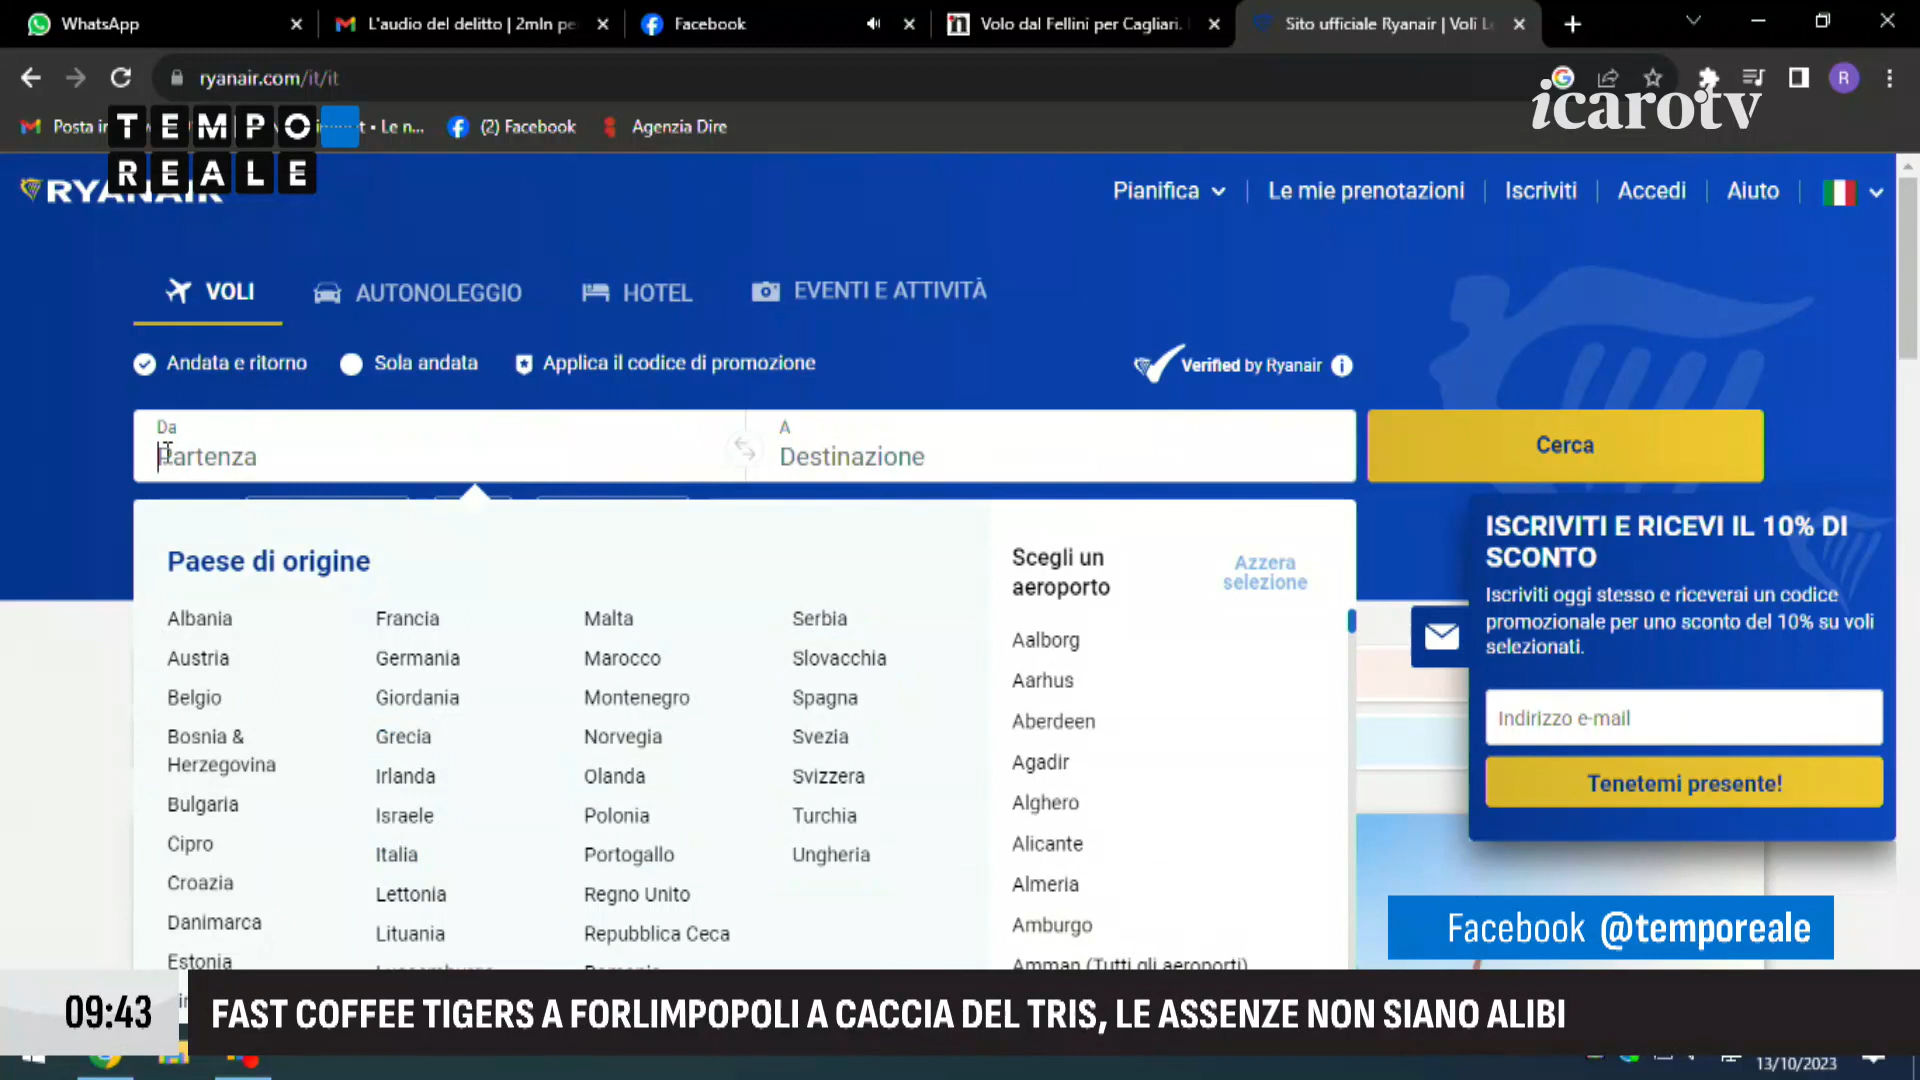 WhatsApp
L'audio del delitto | 2mln pe
Facebook
Volo dal Fellini per Cagliari.
Sito ufficiale Ryanair | Voli L
ryanair.com/it/it
icarotv
Posta in
t • Le n...
(2) Facebook
Agenzia Dire
TEMPO
REALE
RYANAIR
Pianifica
Le mie prenotazioni
Iscriviti
Accedi
Aiuto
VOLI
AUTONOLEGGIO
HOTEL
EVENTI E ATTIVITÀ
Andata e ritorno
Sola andata
Applica il codice di promozione
Verified by Ryanair
Da
Partenza
A
Destinazione
Cerca
Paese di origine
Albania
Austria
Belgio
Bosnia &
Herzegovina
Bulgaria
Cipro
Croazia
Danimarca
Estonia
Francia
Germania
Giordania
Grecia
Irlanda
Israele
Italia
Lettonia
Lituania
Malta
Marocco
Montenegro
Norvegia
Olanda
Polonia
Portogallo
Regno Unito
Repubblica Ceca
Serbia
Slovacchia
Spagna
Svezia
Svizzera
Turchia
Ungheria
Scegli un
aeroporto
Azzera
selezione
Aalborg
Aarhus
Aberdeen
Agadir
Alghero
Alicante
Almeria
Amburgo
Amman (Tutti gli aeroporti)
ISCRIVITI E RICEVI IL 10% DI
SCONTO
Iscriviti oggi stesso e riceverai un codice
promozionale per uno sconto del 10% su voli
selezionati.
Indirizzo e-mail
Tenetemi presente!
Facebook @temporeale
09:43
FAST COFFEE TIGERS A FORLIMPOPOLI A CACCIA DEL TRIS, LE ASSENZE NON SIANO ALIBI
13/10/2023
R